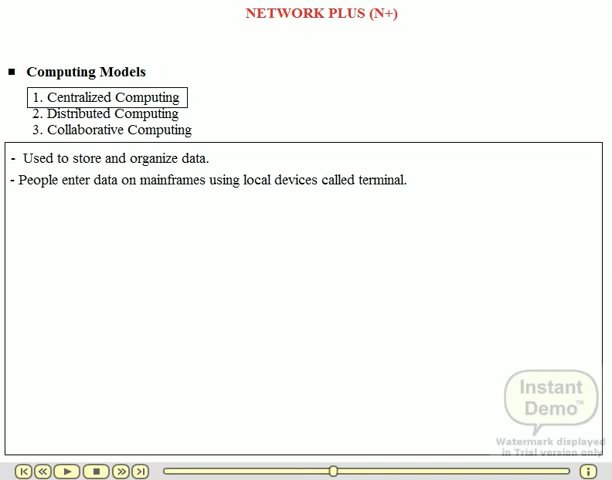 NETWORK PLUS (N+)
■ Computing Models
1. Centralized Computing
2. Distributed Computing
3. Collaborative Computing
- Used to store and organize data.
- People enter data on mainframes using local devices called terminal.
Instant
Demo™
Watermark displayed
in Trial version only